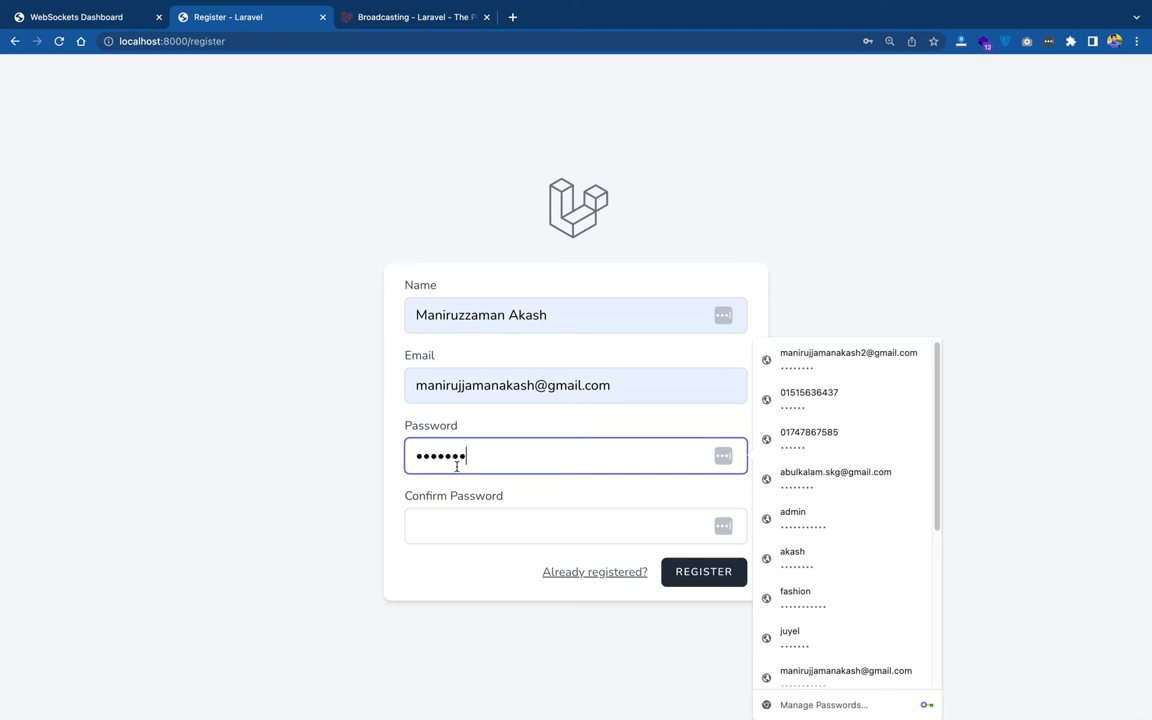 WebSockets Dashboard
Register - Laravel
Broadcasting - Laravel - The P
localhost:8000/register
12
Name
Maniruzzaman Akash
Email
manirujjamanakash@gmail.com
Password
•••••••
Confirm Password
Already registered?
REGISTER
manirujjamanakash2@gmail.com
••••••••
01515636437
••••••
01747867585
••••••
abulkalam.skg@gmail.com
••••••••
admin
•••••••••••
akash
••••••••
fashion
•••••••••••
juyel
•••••••
manirujjamanakash@gmail.com
•••••••••••
Manage Passwords...